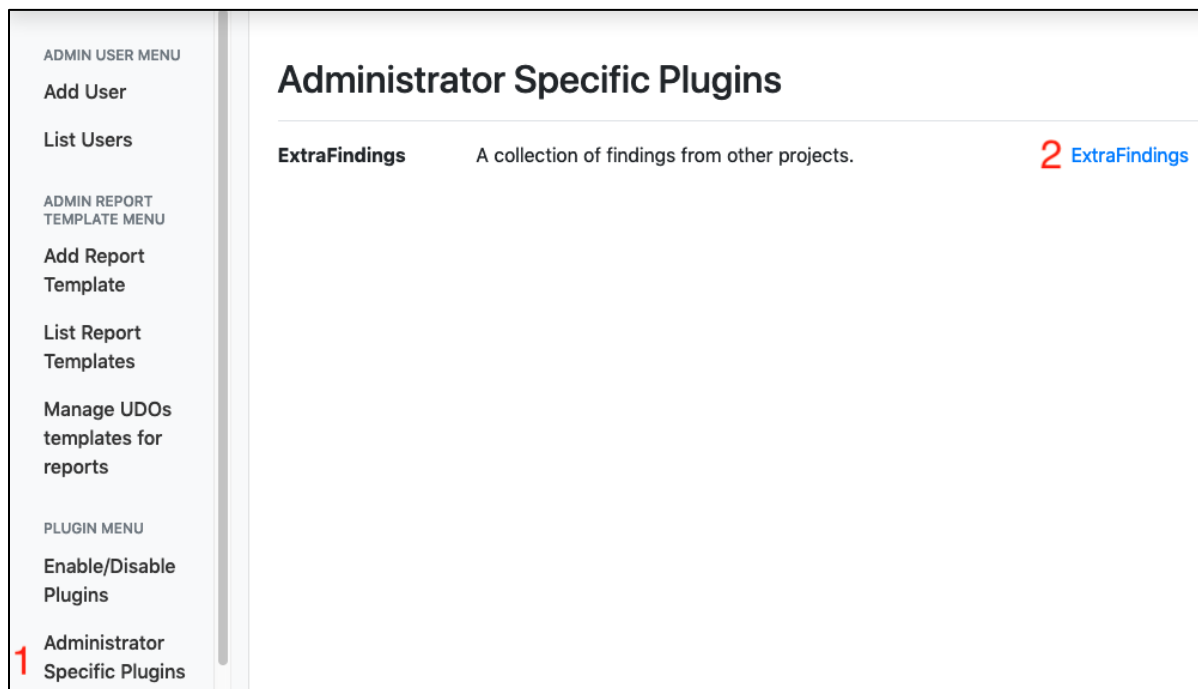 ADMIN USER MENU
Add User
List Users
ADMIN REPORT
TEMPLATE MENU
Add Report
Template
List Report
Templates
Manage UDOs
templates for
reports
PLUGIN MENU
Enable/Disable
Plugins
1 Administrator
Specific Plugins
Administrator Specific Plugins
ExtraFindings A collection of findings from other projects. 2 ExtraFindings